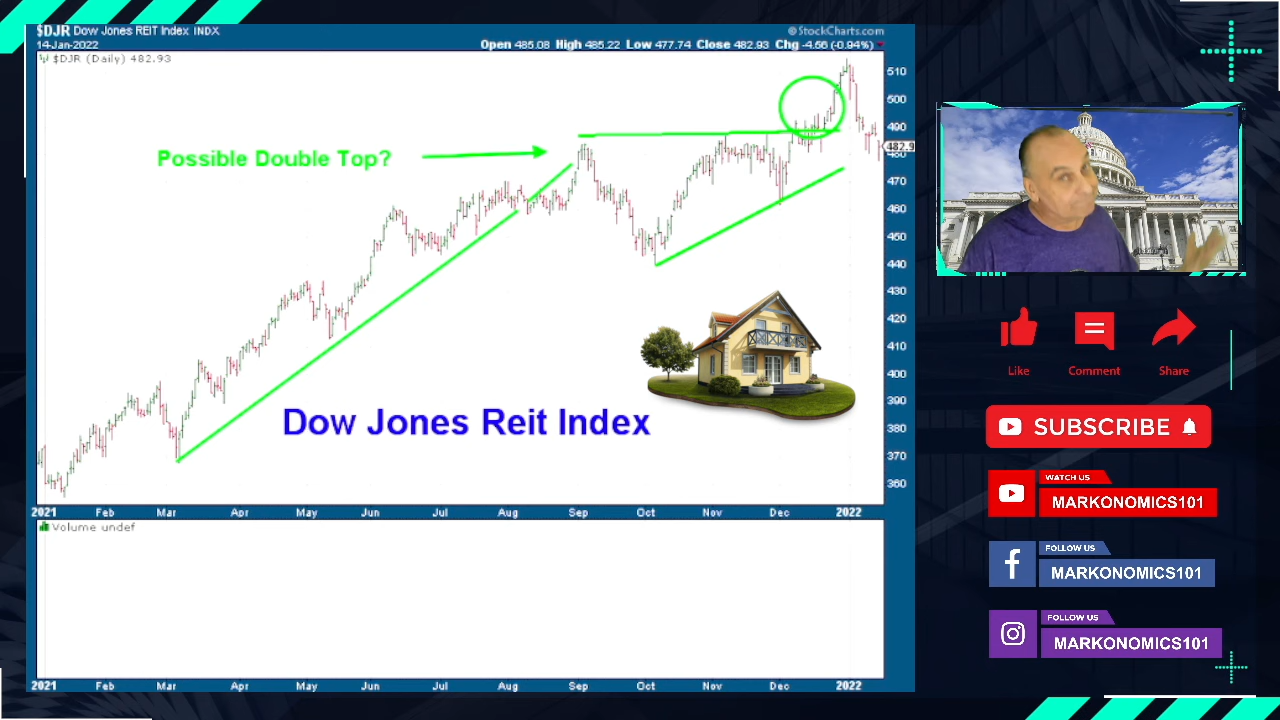 $DJR Dow Jones REIT Index INDX
© StockCharts.com
14-Jan-2022
Open 485.08 High 485.22 Low 477.74 Close 482.93 Chg -4.56 (-0.94%)
$DJR (Daily) 482.93
510
500
490
482.9
480
470
460
450
440
430
420
410
400
390
380
370
360
Possible Double Top?
Dow Jones Reit Index
2021 Feb Mar Apr May Jun Jul Aug Sep Oct Nov Dec 2022
Volume undef
2021 Feb Mar Apr May Jun Jul Aug Sep Oct Nov Dec 2022
Like Comment Share
SUBSCRIBE
WATCH US
MARKONOMICS101
FOLLOW US
MARKONOMICS101
FOLLOW US
MARKONOMICS101